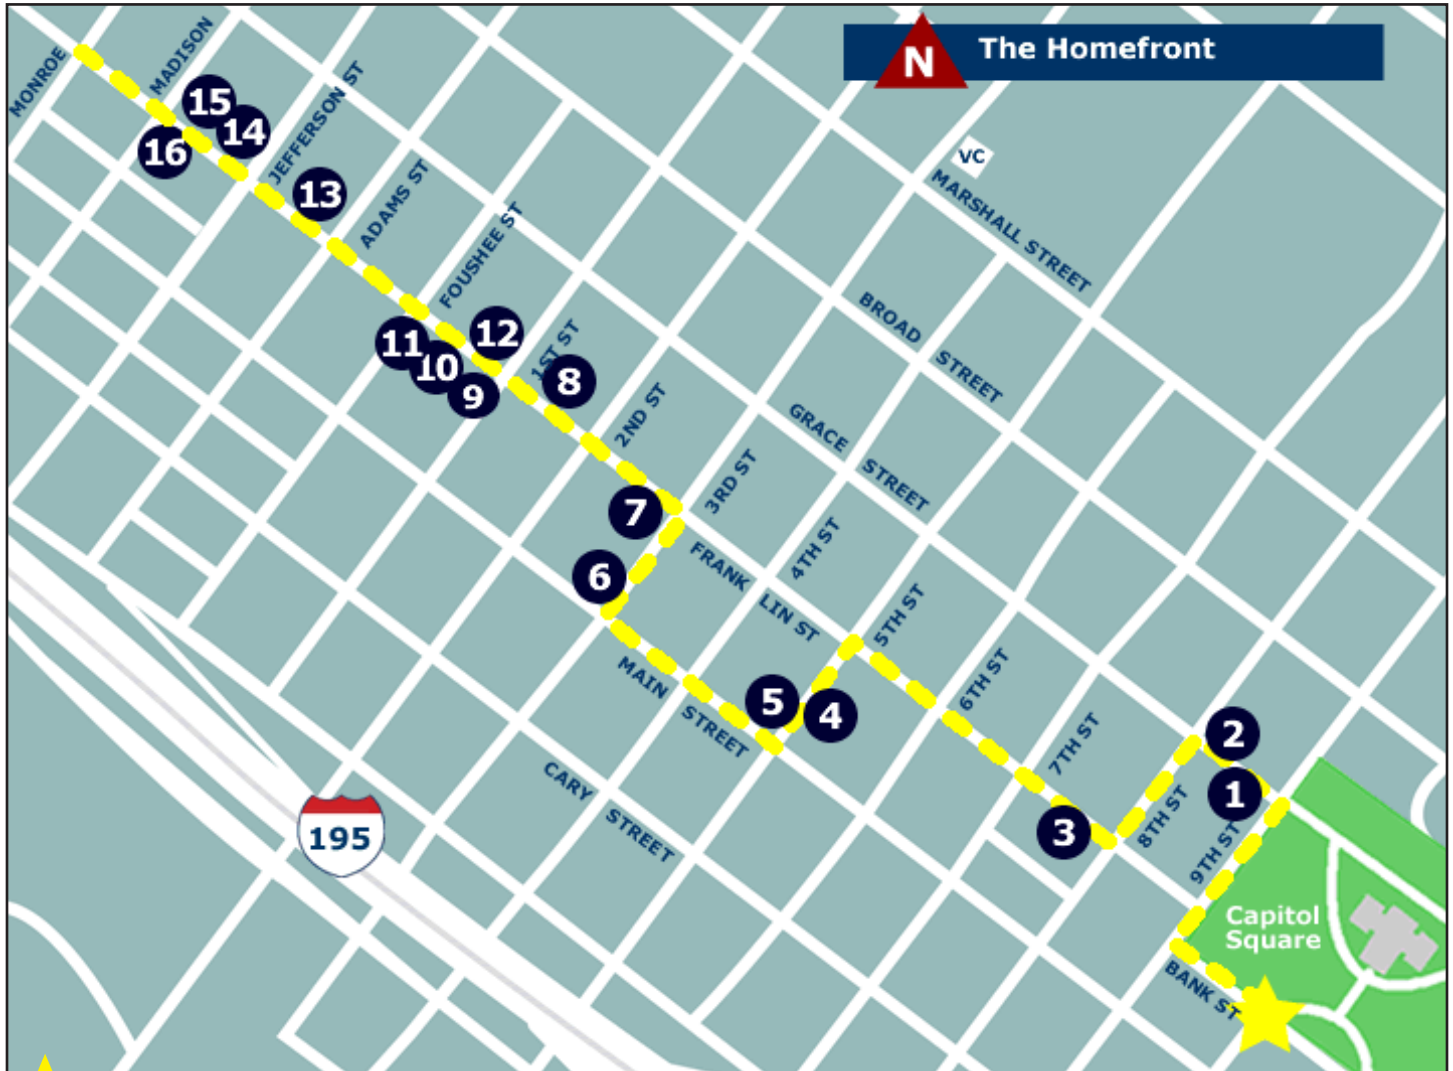 N
The Homefront
MONROE
MADISON
JEFFERSON ST
ADAMS ST
FOUSHEE ST
1ST ST
2ND ST
3RD ST
4TH ST
5TH ST
6TH ST
7TH ST
8TH ST
9TH ST
VC
MARSHALL STREET
BROAD STREET
GRACE STREET
FRANK LIN ST
MAIN STREET
CARY STREET
BANK ST
15
14
16
13
12
11
10
9
8
7
6
5
4
3
2
1
195
Capitol
Square